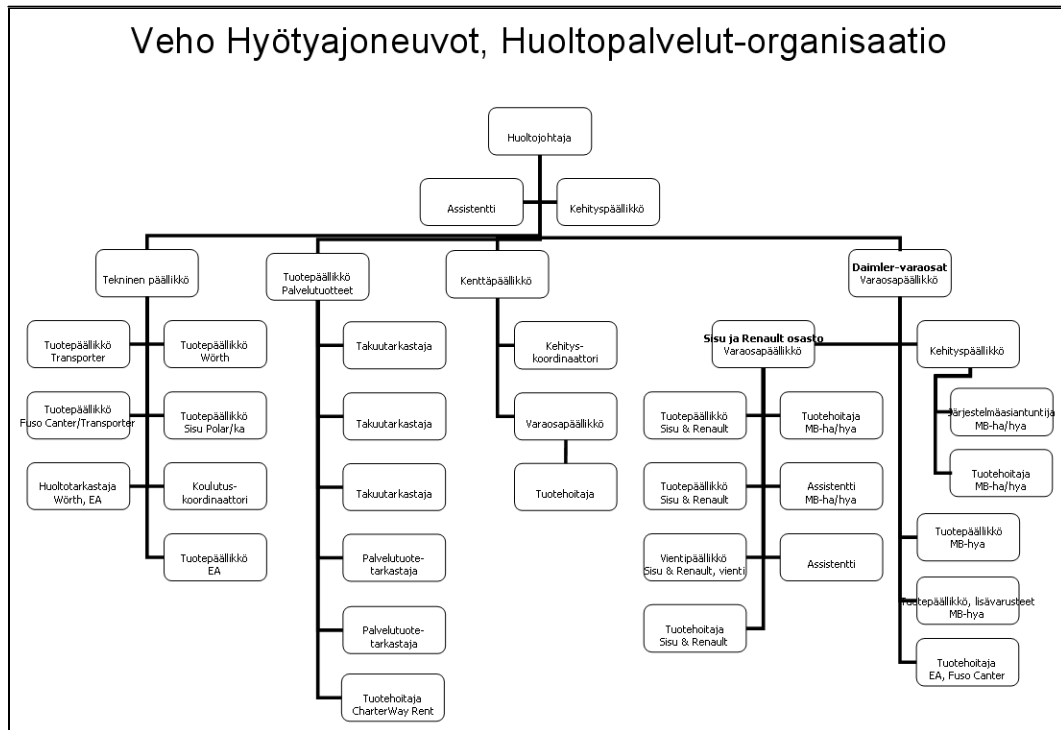 Veho Hyötyajoneuvot, Huoltopalvelut-organisaatio
Huoltojohtaja
Assistentti
Kehityspäällikkö
Tekninen päällikkö
Tuotepäällikkö
Palvelutuotteet
Kenttäpäällikkö
Daimler-varaosat
Varaosapäällikkö
Tuotepäällikkö
Transporter
Tuotepäällikkö
Wörth
Tuotepäällikkö
Fuso Canter/Transporter
Tuotepäällikkö
Sisu Polar/ka
Huoltotarkastaja
Wörth, EA
Koulutus-
koordinaattori
Tuotepäällikkö
EA
Takuutarkastaja
Takuutarkastaja
Takuutarkastaja
Palvelutuote-
tarkastaja
Palvelutuote-
tarkastaja
Tuotehoitaja
CharterWay Rent
Kehitys-
koordinaattori
Varaosapäällikkö
Tuotehoitaja
Sisu ja Renault osasto
Varaosapäällikkö
Kehityspäällikkö
Tuotepäällikkö
Sisu & Renault
Tuotehoitaja
MB-ha/hya
Tuotepäällikkö
Sisu & Renault
Assistentti
MB-ha/hya
Vientipäällikkö
Sisu & Renault, vienti
Assistentti
Tuotehoitaja
Sisu & Renault
Järjestelmäasiantuntija
MB-ha/hya
Tuotehoitaja
MB-ha/hya
Tuotepäällikkö
MB-hya
Tuotepäällikkö, lisävarusteet
MB-hya
Tuotehoitaja
EA, Fuso Canter